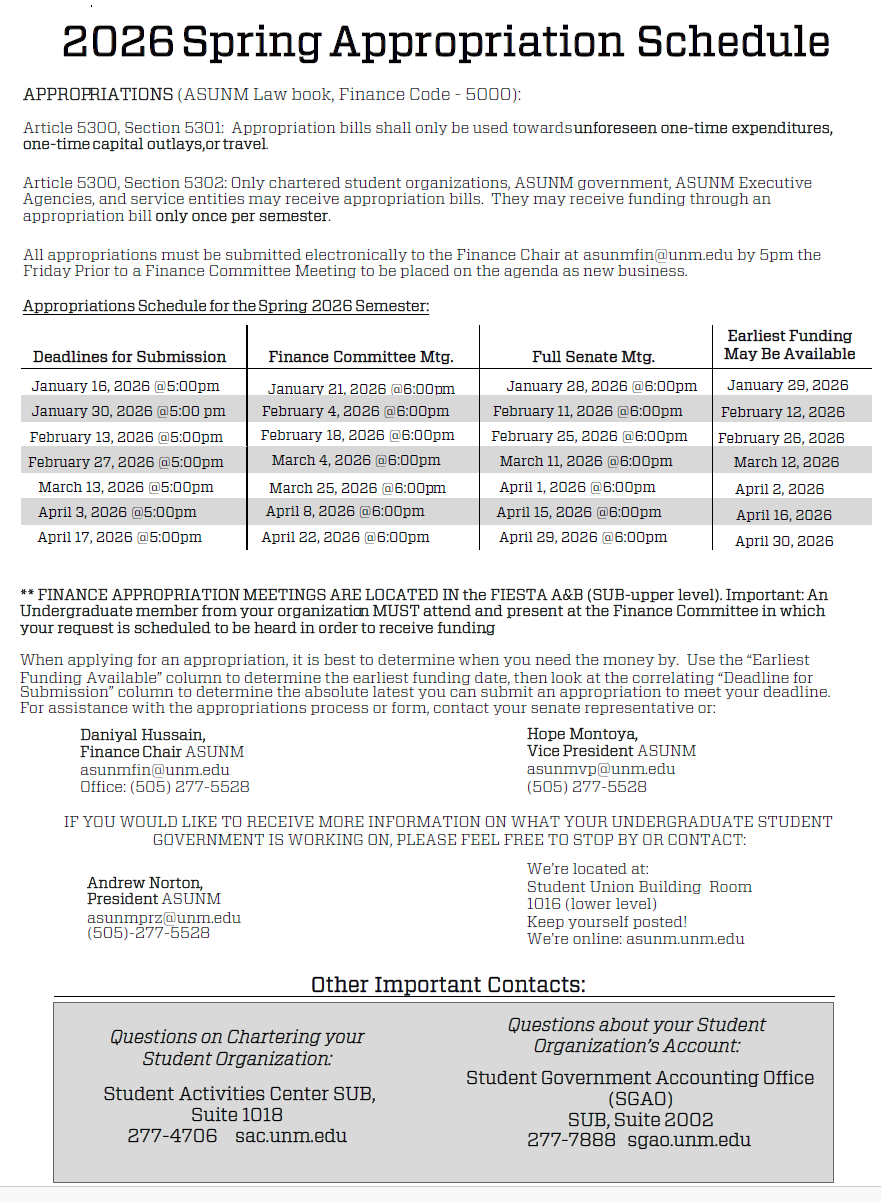 2026 Spring Appropriation Schedule
APPROPRIATIONS (ASUNM Law book, Finance Code - 5000):
Article 5300, Section 5301: Appropriation bills shall only be used towards unforeseen one-time expenditures,
one-time capital outlays, or travel.
Article 5300, Section 5302: Only chartered student organizations, ASUNM government, ASUNM Executive
Agencies, and service entities may receive appropriation bills. They may receive funding through an
appropriation bill only once per semester.
All appropriations must be submitted electronically to the Finance Chair at asunmfin@unm.edu by 5pm the
Friday Prior to a Finance Committee Meeting to be placed on the agenda as new business.
Appropriations Schedule for the Spring 2026 Semester:
Deadlines for Submission Finance Committee Mtg. Full Senate Mtg. Earliest Funding May Be Available
January 16, 2026 @5:00pm January 21, 2026 @6:00pm January 28, 2026 @6:00pm January 29, 2026
January 30, 2026 @5:00 pm February 4, 2026 @6:00pm February 11, 2026 @6:00pm February 12, 2026
February 13, 2026 @5:00pm February 18, 2026 @6:00pm February 25, 2026 @6:00pm February 26, 2026
February 27, 2026 @5:00pm March 4, 2026 @6:00pm March 11, 2026 @6:00pm March 12, 2026
March 13, 2026 @5:00pm March 25, 2026 @6:00pm April 1, 2026 @6:00pm April 2, 2026
April 3, 2026 @5:00pm April 8, 2026 @6:00pm April 15, 2026 @6:00pm April 16, 2026
April 17, 2026 @5:00pm April 22, 2026 @6:00pm April 29, 2026 @6:00pm April 30, 2026
** FINANCE APPROPRIATION MEETINGS ARE LOCATED IN the FIESTA A&B (SUB-upper level). Important: An
Undergraduate member from your organization MUST attend and present at the Finance Committee in which
your request is scheduled to be heard in order to receive funding
When applying for an appropriation, it is best to determine when you need the money by. Use the “Earliest
Funding Available” column to determine the earliest funding date, then look at the correlating “Deadline for
Submission” column to determine the absolute latest you can submit an appropriation to meet your deadline.
For assistance with the appropriations process or form, contact your senate representative or:
Daniyal Hussain,
Finance Chair ASUNM
asunmfin@unm.edu
Office: (505) 277-5528
Hope Montoya,
Vice President ASUNM
asunmvp@unm.edu
(505) 277-5528
IF YOU WOULD LIKE TO RECEIVE MORE INFORMATION ON WHAT YOUR UNDERGRADUATE STUDENT
GOVERNMENT IS WORKING ON, PLEASE FEEL FREE TO STOP BY OR CONTACT:
Andrew Norton,
President ASUNM
asunmprz@unm.edu
(505)-277-5528
We’re located at:
Student Union Building Room
1016 (lower level)
Keep yourself posted!
We’re online: asunm.unm.edu
Other Important Contacts:
Questions on Chartering your
Student Organization:
Student Activities Center SUB,
Suite 1018
277-4706 sac.unm.edu
Questions about your Student
Organization’s Account:
Student Government Accounting Office
(SGAO)
SUB, Suite 2002
277-7888 sgao.unm.edu